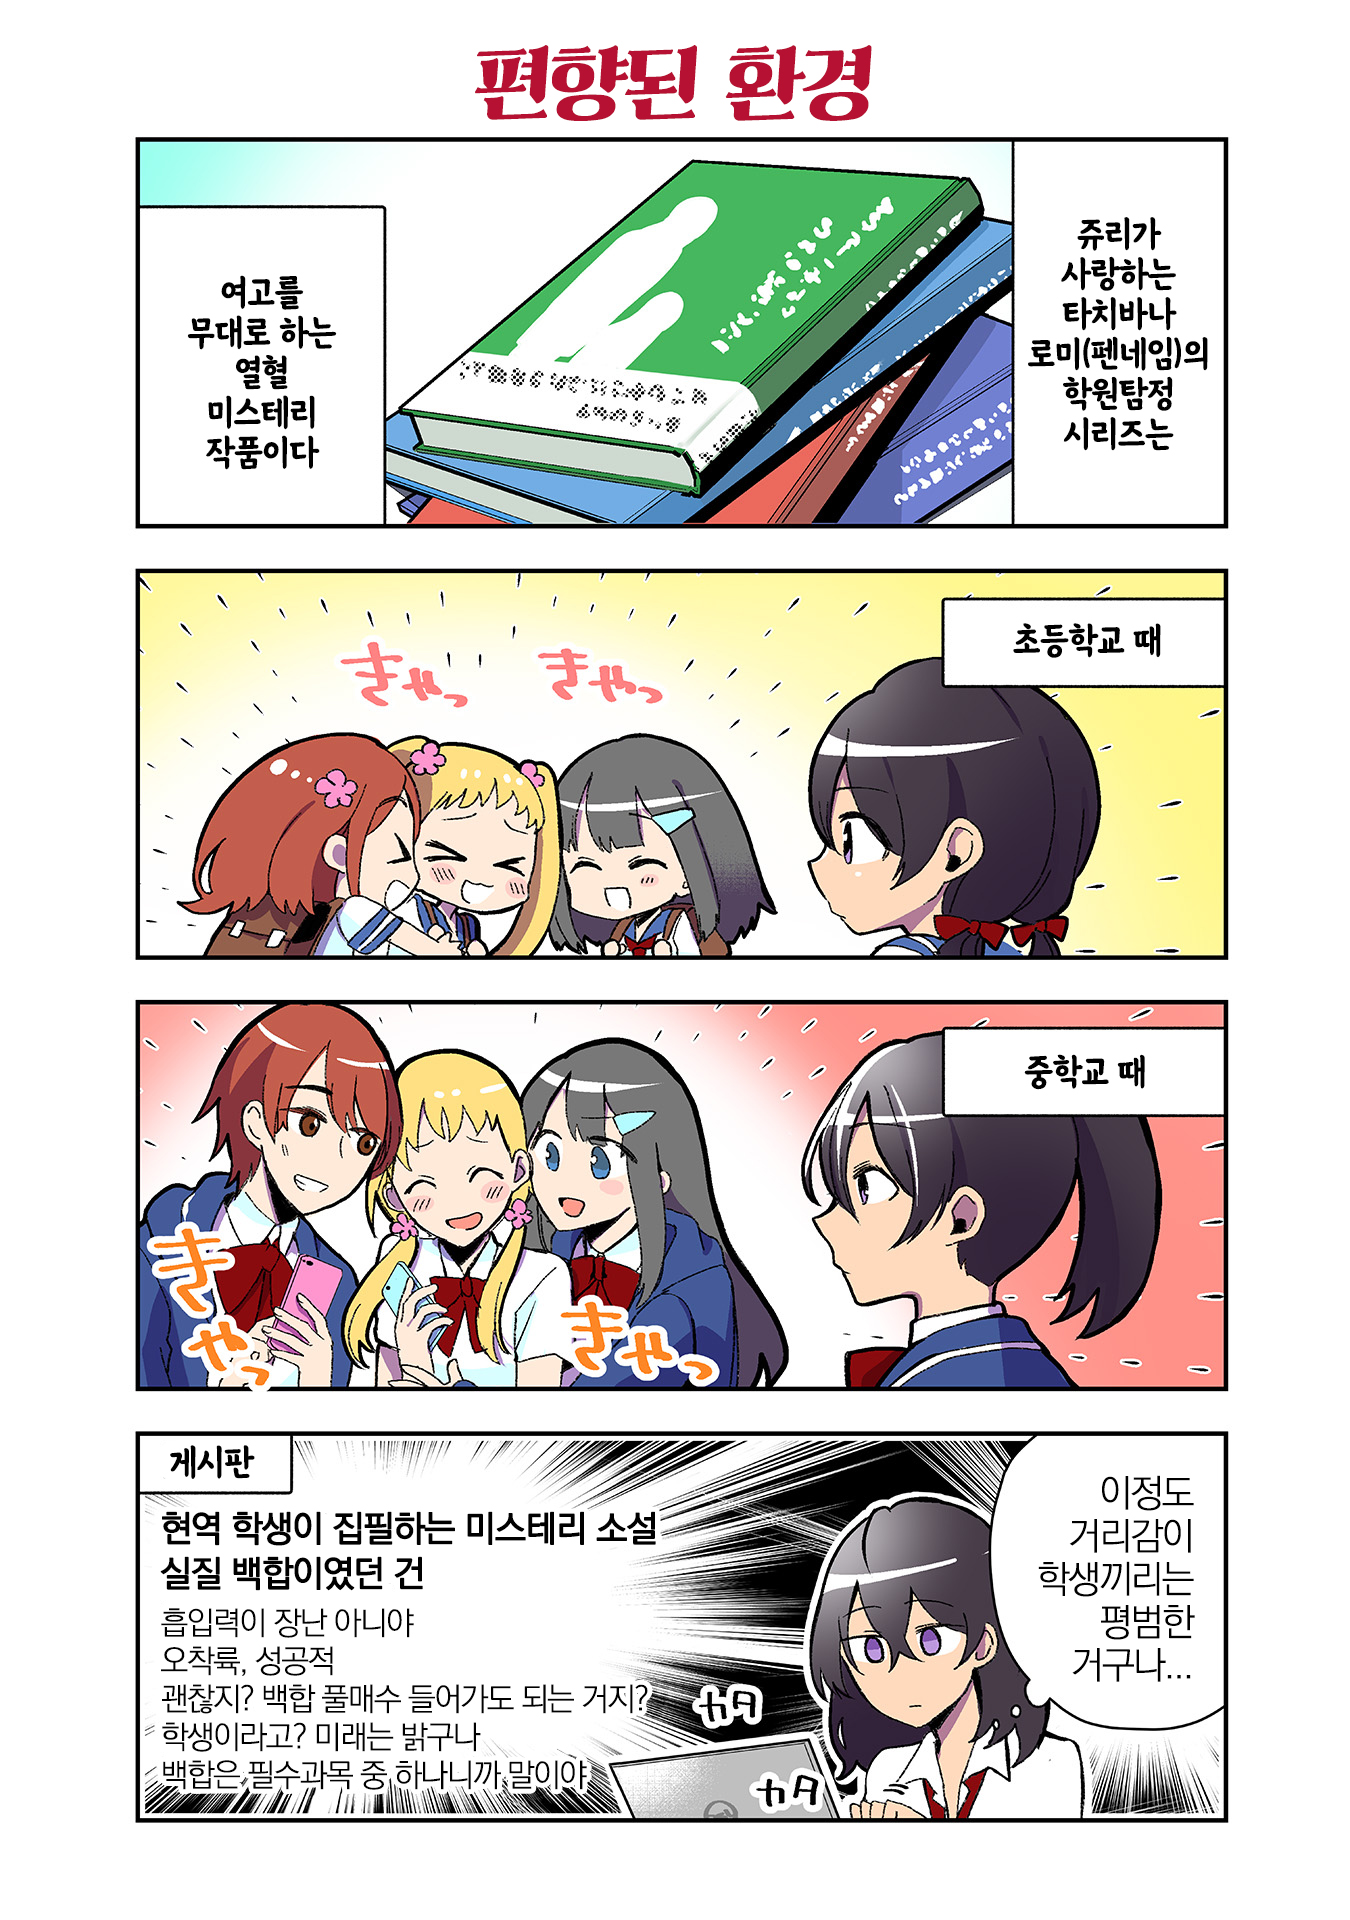 편향된 환경
쥬리가
사랑하는
타치바나
로미(펜네임)의
학원탐정
시리즈는
여고를
무대로 하는
열혈
미스테리
작품이다
초등학교 때
きゃっ
きゃっ
중학교 때
きゃっ
きゃっ
이정도
거리감이
학생끼리는
평범한
거구나...
게시판
현역 학생이 집필하는 미스테리 소설
실질 백합이였던 건
흡입력이 장난 아니야
오착륙, 성공적
괜찮지? 백합 풀매수 들어가도 되는 거지?
학생이라고? 미래는 밝구나
백합은 필수과목 중 하나니까 말이야
カタ
カタ